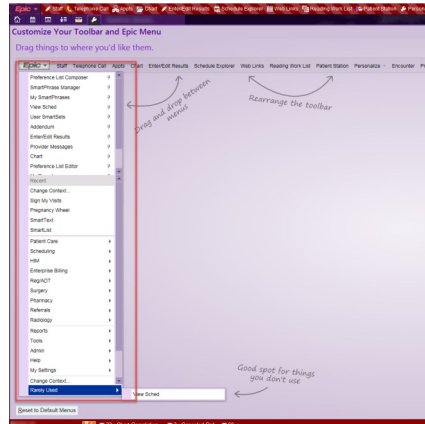 Epic Staff Telephone Call Appts Chart Enter/Edit Results Schedule Explorer Web Links Reading Work List Patient Station
Customize Your Toolbar and Epic Menu
Drag things to where you'd like them.
Epic Staff Telephone Call Appts Chart Enter/Edit Results Schedule Explorer Web Links Reading Work List Patient Station Personalize Encounter
Preference List Composer
SmartPhrase Manager
My SmartPhrases
View Sched
User SmartSets
Addendum
Enter/Edit Results
Provider Messages
Chart
Preference List Editor
Drag and drop between
menus
Rearrange the toolbar
Recent
Change Context...
Sign My Visits
Pregnancy Wheel
SmartText
SmartList
Patient Care
Scheduling
HIM
Enterprise Billing
Reg/ADT
Surgery
Pharmacy
Referrals
Radiology
Reports
Tools
Admin
Help
My Settings
Change Context...
Rarely Used
View Sched
Good spot for things
you don't use
Reset to Default Menus